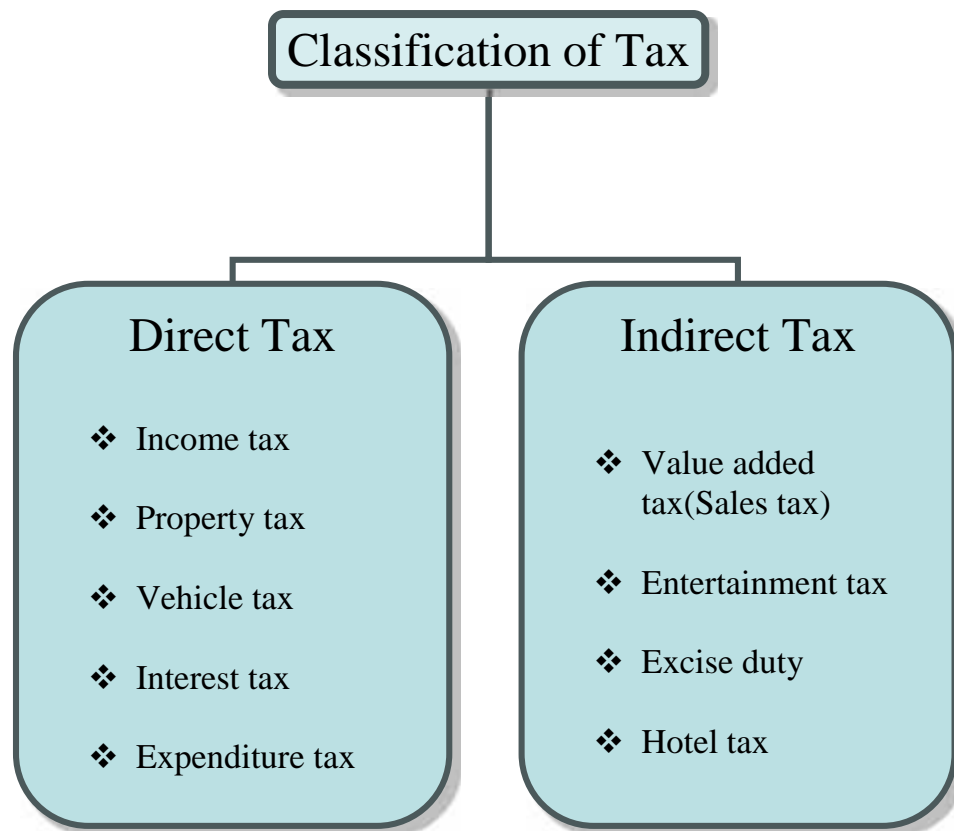 Classification of Tax
Direct Tax
❖ Income tax
❖ Property tax
❖ Vehicle tax
❖ Interest tax
❖ Expenditure tax
Indirect Tax
❖ Value added
tax(Sales tax)
❖ Entertainment tax
❖ Excise duty
❖ Hotel tax